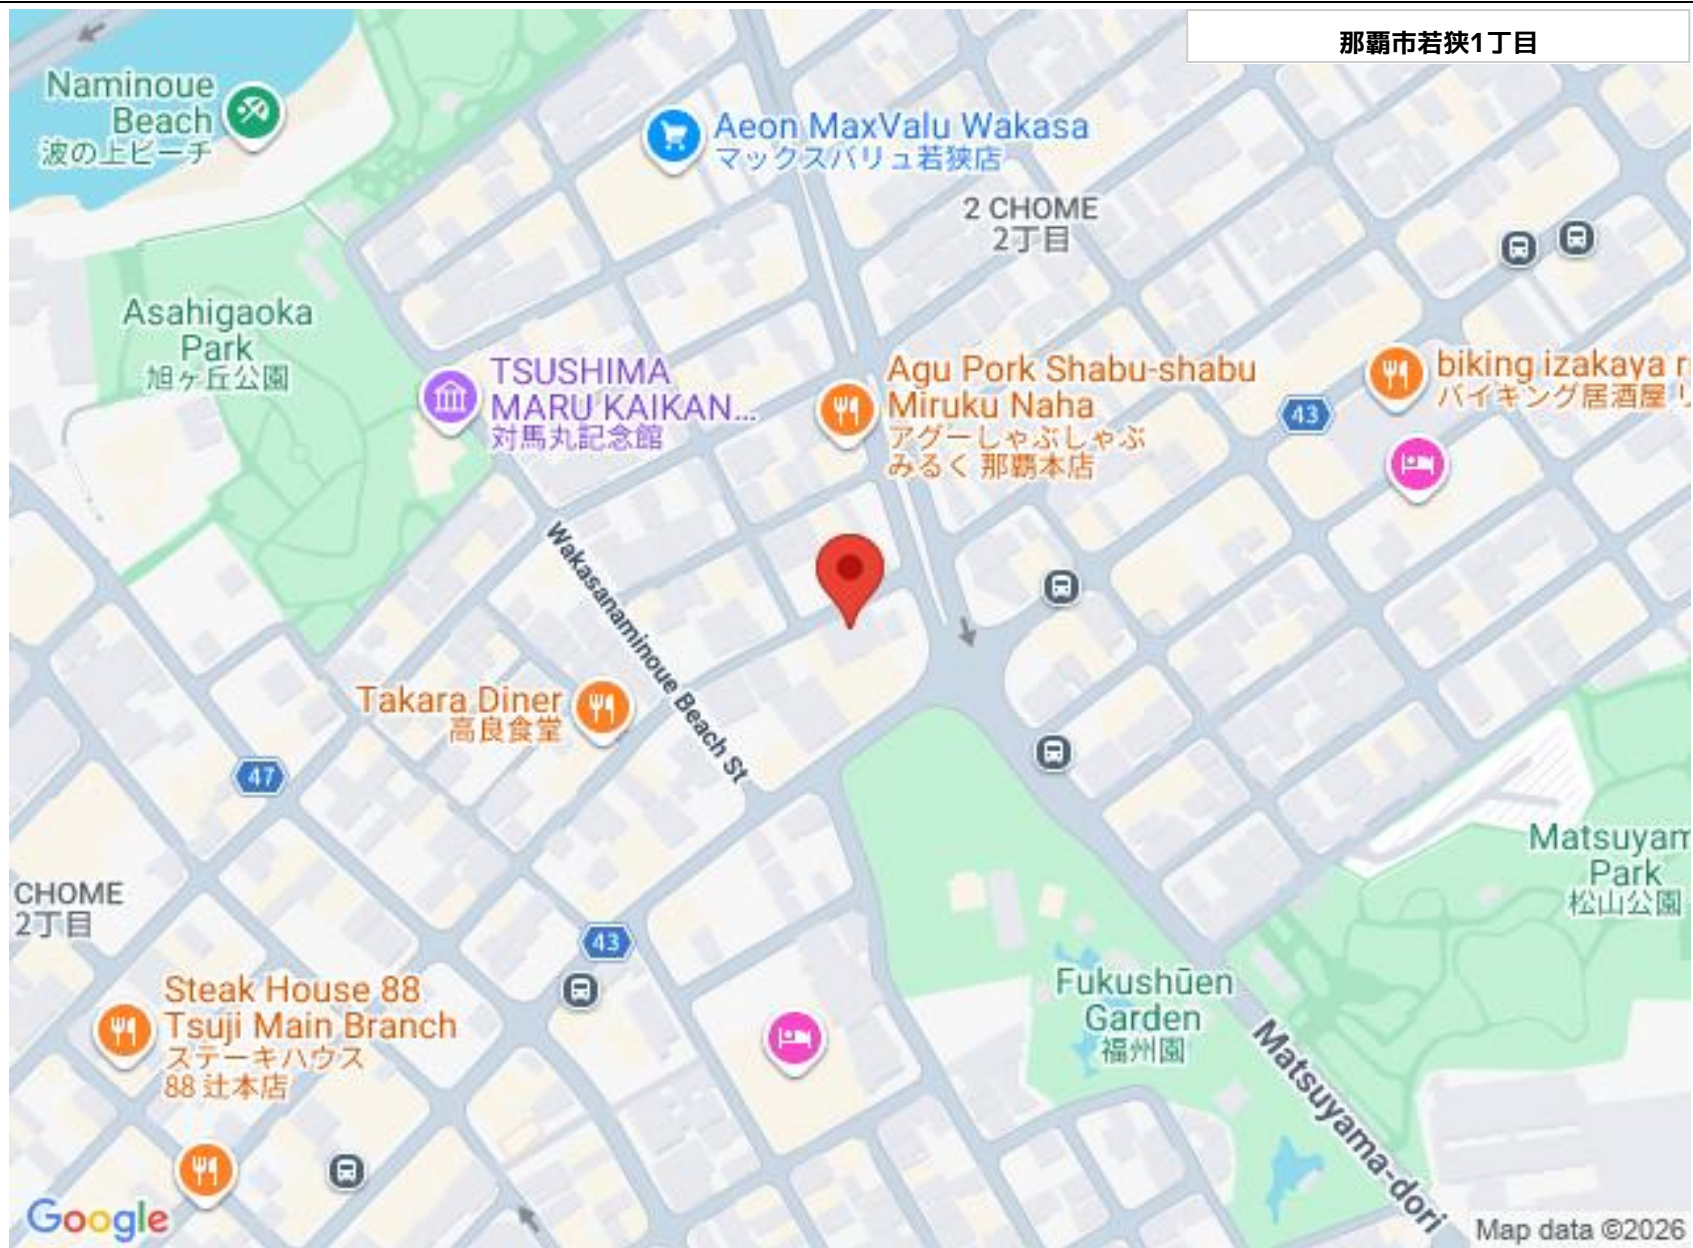 那覇市若狭1丁目
Naminoue
Beach
波の上ビーチ
Aeon MaxValu Wakasa
マックスバリュ若狭店
2 CHOME
2丁目
Asahigaoka
Park
旭ヶ丘公園
TSUSHIMA
MARU KAIKAN...
対馬丸記念館
Agu Pork Shabu-shabu
Miruku Naha
アグーしゃぶしゃぶ
みるく 那覇本店
biking izakaya
バイキング居酒屋
43
Wakasanaminoue Beach St
Takara Diner
高良食堂
47
CHOME
2丁目
43
Matsuyam
Park
松山公園
Steak House 88
Tsuji Main Branch
ステーキハウス
88 辻本店
Fukushūen
Garden
福州園
Matsuyama-dori
Google
Map data ©2026